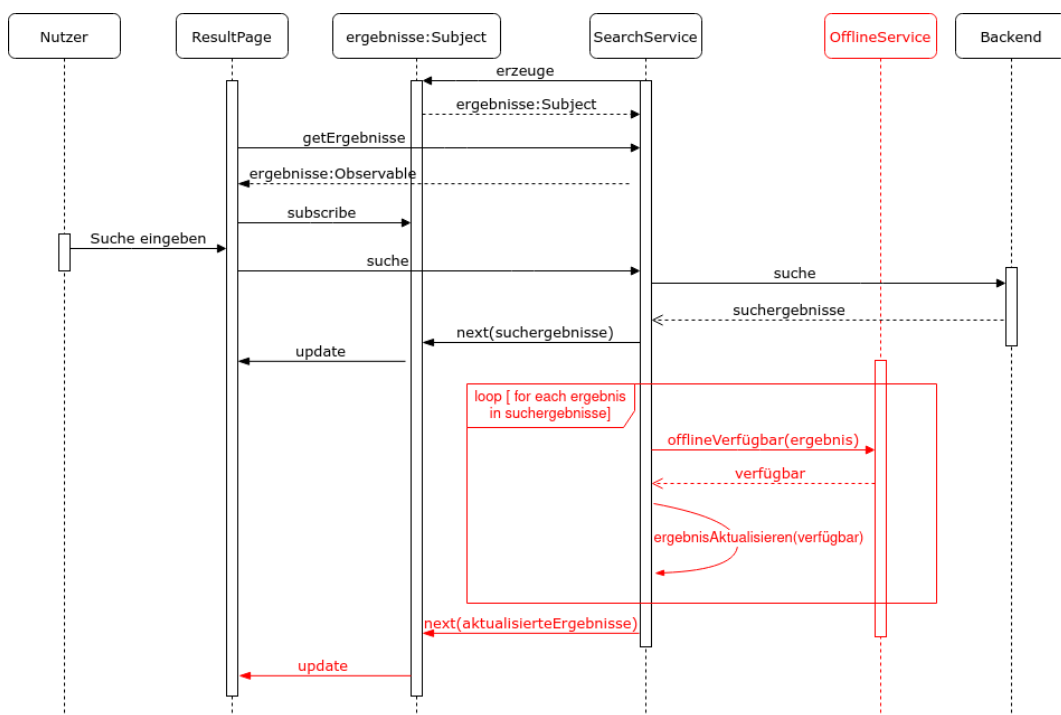 Nutzer
ResultPage
ergebnisse:Subject
SearchService
OfflineService
Backend
erzeuge
ergebnisse:Subject
getErgebnisse
ergebnisse:Observable
subscribe
Suche eingeben
suche
suche
suchergebnisse
next(suchergebnisse)
update
loop [ for each ergebnis
in suchergebnisse]
offlineVerfügbar(ergebnis)
verfügbar
ergebnisAktualisieren(verfügbar)
next(aktualisierteErgebnisse)
update